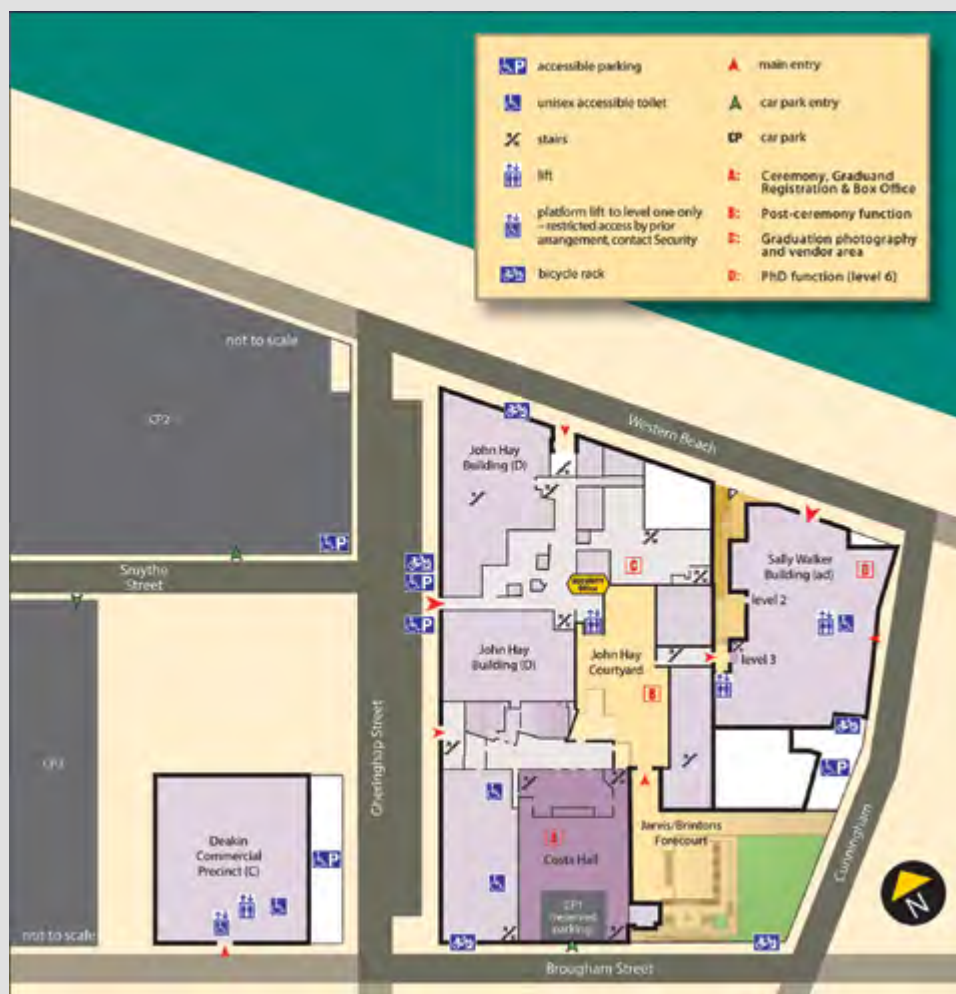 P
accessible parking
main entry
unisex accessible toilet
car park entry
stairs
CP
car park
lift
A:
Ceremony, Graduand
Registration & Box Office
platform lift to level one only
– restricted access by prior
arrangement, contact Security
B:
Post-ceremony function
C:
Graduation photography
and vendor area
bicycle rack
D:
PhD function (level 6)
not to scale
CP2
Western Beach
John Hay
Building (D)
Sally Walker
Building (ad)
D
P
Smythe
Street
C
P
Security
Office
level 2
P
John Hay
Building (D)
John Hay
Courtyard
level 3
B
CP3
Gheringhap Street
P
Deakin
Commercial
Precinct (C)
P
A
Costa Hall
Jarvis/Brintons
Forecourt
Cunningham
CP1
(reserved
parking)
N
not to scale
Brougham Street